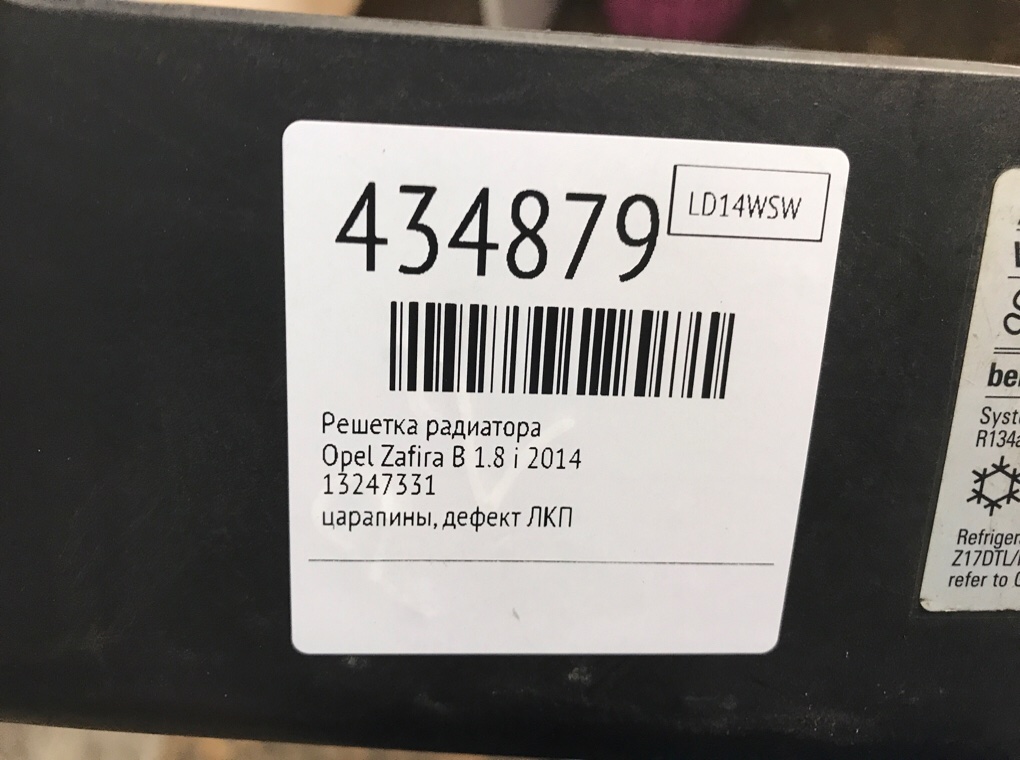 434879
LD14WSW
Решетка радиатора
Opel Zafira B 1.8 i 2014
13247331
царапины, дефект ЛКП
R134a
Z17DTL/
refer to